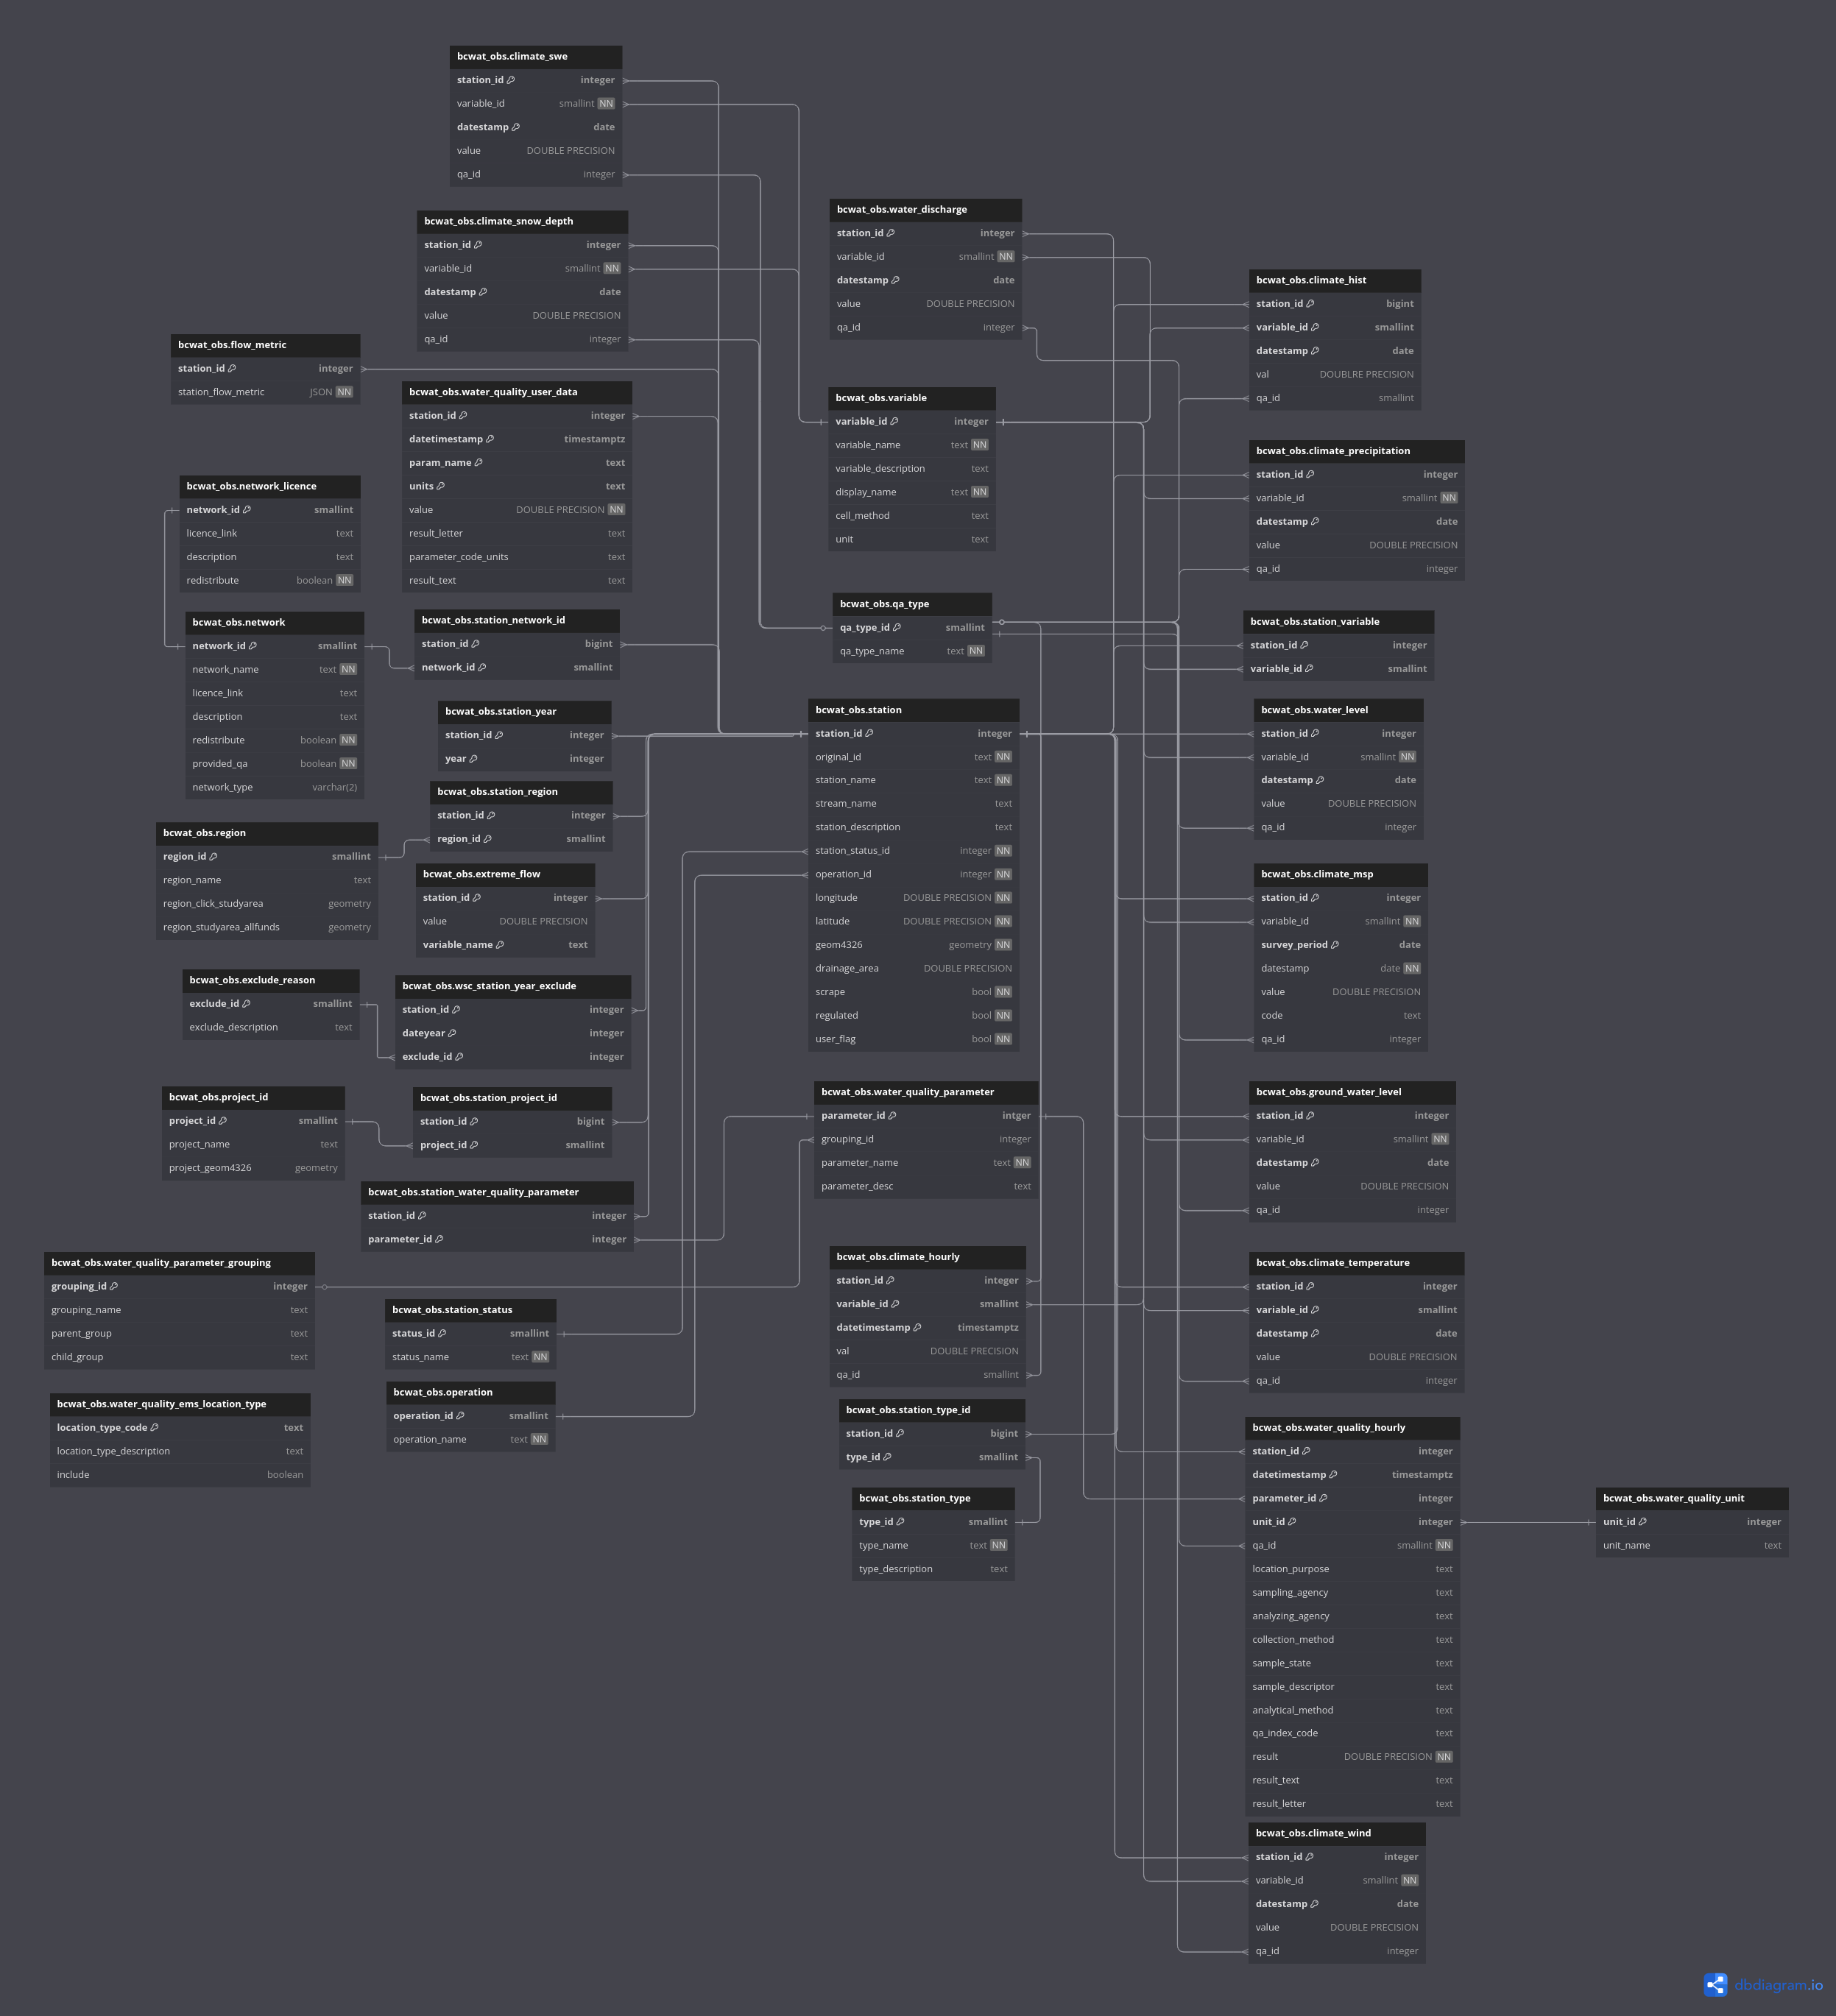 bcwat_obs.climate_swe
station_id integer
variable_id smallint NN
datestamp date
value DOUBLE PRECISION
qa_id integer
bcwat_obs.climate_snow_depth
station_id integer
variable_id smallint NN
datestamp date
value DOUBLE PRECISION
qa_id integer
bcwat_obs.flow_metric
station_id integer
station_flow_metric JSON NN
bcwat_obs.water_quality_user_data
station_id integer
datetimestamp timestamptz
param_name text
units text
value DOUBLE PRECISION NN
result_letter text
parameter_code_units text
result_text text
bcwat_obs.network_licence
network_id smallint
licence_link text
description text
redistribute boolean NN
bcwat_obs.network
network_id smallint
network_name text NN
licence_link text
description text
redistribute boolean NN
provided_qa boolean NN
network_type varchar(2)
bcwat_obs.station_network_id
station_id bigint
network_id smallint
bcwat_obs.station_year
station_id integer
year integer
bcwat_obs.station_region
station_id integer
region_id smallint
bcwat_obs.region
region_id smallint
region_name text
region_click_studyarea geometry
region_studyarea_allfunds geometry
bcwat_obs.extreme_flow
station_id integer
value DOUBLE PRECISION
variable_name text
bcwat_obs.exclude_reason
exclude_id smallint
exclude_description text
bcwat_obs.wsc_station_year_exclude
station_id integer
dateyear integer
exclude_id integer
bcwat_obs.project_id
project_id smallint
project_name text
project_geom4326 geometry
bcwat_obs.station_project_id
station_id bigint
project_id smallint
bcwat_obs.station_water_quality_parameter
station_id integer
parameter_id integer
bcwat_obs.water_quality_parameter_grouping
grouping_id integer
grouping_name text
parent_group text
child_group text
bcwat_obs.station_status
status_id smallint
status_name text NN
bcwat_obs.operation
operation_id smallint
operation_name text NN
bcwat_obs.water_quality_ems_location_type
location_type_code text
location_type_description text
include boolean
bcwat_obs.water_discharge
station_id integer
variable_id smallint NN
datestamp date
value DOUBLE PRECISION
qa_id integer
bcwat_obs.variable
variable_id integer
variable_name text NN
variable_description text
display_name text NN
cell_method text
unit text
bcwat_obs.qa_type
qa_type_id smallint
qa_type_name text NN
bcwat_obs.station
station_id integer
original_id text NN
station_name text NN
stream_name text
station_description text
station_status_id integer NN
operation_id integer NN
longitude DOUBLE PRECISION NN
latitude DOUBLE PRECISION NN
geom4326 geometry NN
drainage_area DOUBLE PRECISION
scrape bool NN
regulated bool NN
user_flag bool NN
bcwat_obs.water_quality_parameter
parameter_id intger
grouping_id integer
parameter_name text NN
parameter_desc text
bcwat_obs.climate_hourly
station_id integer
variable_id smallint
datetimestamp timestamptz
val DOUBLE PRECISION
qa_id smallint
bcwat_obs.station_type_id
station_id bigint
type_id smallint
bcwat_obs.station_type
type_id smallint
type_name text NN
type_description text
bcwat_obs.climate_hist
station_id bigint
variable_id smallint
datestamp date
val DOUBLRE PRECISION
qa_id smallint
bcwat_obs.climate_precipitation
station_id integer
variable_id smallint NN
datestamp date
value DOUBLE PRECISION
qa_id integer
bcwat_obs.station_variable
station_id integer
variable_id smallint
bcwat_obs.water_level
station_id integer
variable_id smallint NN
datestamp date
value DOUBLE PRECISION
qa_id integer
bcwat_obs.climate_msp
station_id integer
variable_id smallint NN
survey_period date
datestamp date NN
value DOUBLE PRECISION
code text
qa_id integer
bcwat_obs.ground_water_level
station_id integer
variable_id smallint NN
datestamp date
value DOUBLE PRECISION
qa_id integer
bcwat_obs.climate_temperature
station_id integer
variable_id smallint
datestamp date
value DOUBLE PRECISION
qa_id integer
bcwat_obs.water_quality_hourly
station_id integer
datetimestamp timestamptz
parameter_id integer
unit_id integer
qa_id smallint NN
location_purpose text
sampling_agency text
analyzing_agency text
collection_method text
sample_state text
sample_descriptor text
analytical_method text
qa_index_code text
result DOUBLE PRECISION NN
result_text text
result_letter text
bcwat_obs.water_quality_unit
unit_id integer
unit_name text
bcwat_obs.climate_wind
station_id integer
variable_id smallint NN
datestamp date
value DOUBLE PRECISION
qa_id integer
dbdiagram.io